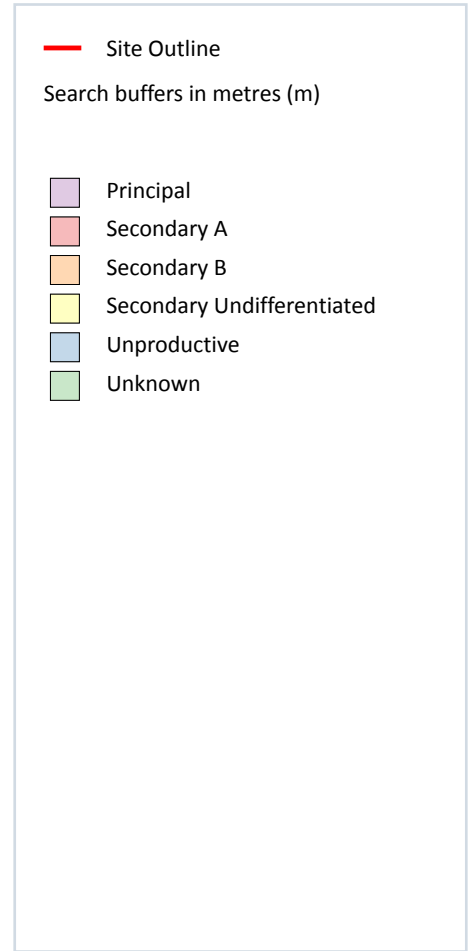 Site Outline
Search buffers in metres (m)
Principal
Secondary A
Secondary B
Secondary Undifferentiated
Unproductive
Unknown